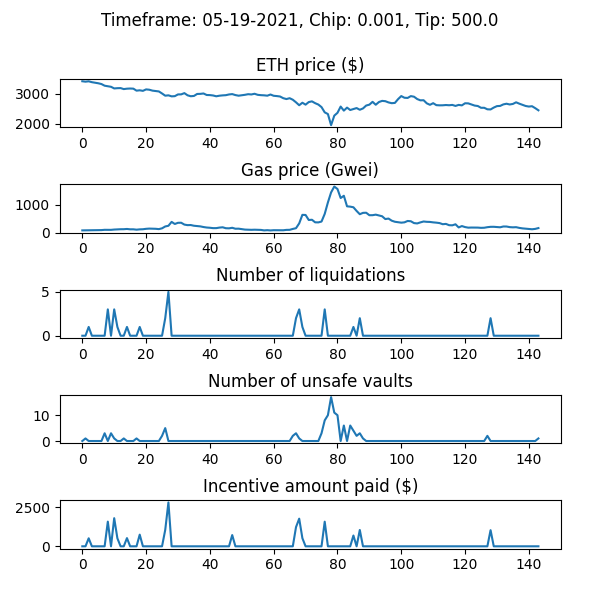 Timeframe: 05-19-2021, Chip: 0.001, Tip: 500.0
ETH price ($)
3000
2000
0 20 40 60 80 100 120 140
Gas price (Gwei)
1000
0
0 20 40 60 80 100 120 140
Number of liquidations
5
0
0 20 40 60 80 100 120 140
Number of unsafe vaults
10
0
0 20 40 60 80 100 120 140
Incentive amount paid ($)
2500
0
0 20 40 60 80 100 120 140